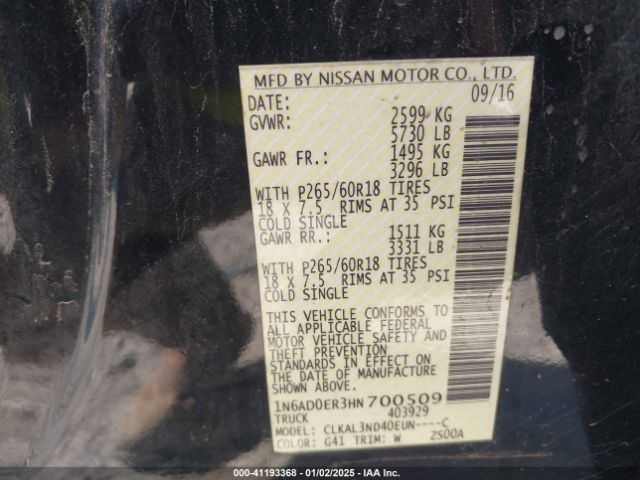 MFD BY NISSAN MOTOR CO., LTD.
DATE: 09/16
GVWR: 2599 KG
5730 LB
GAWR FR.: 1495 KG
3296 LB
WITH P265/60R18 TIRES
18 X 7.5 RIMS AT 35 PSI
COLD SINGLE
GAWR RR.: 1511 KG
3331 LB
WITH P265/60R18 TIRES
18 X 7.5 RIMS AT 35 PSI
COLD SINGLE
THIS VEHICLE CONFORMS TO
ALL APPLICABLE FEDERAL
MOTOR VEHICLE SAFETY AND
THEFT PREVENTION
STANDARDS IN EFFECT ON
THE DATE OF MANUFACTURE
SHOWN ABOVE.
1N6AD0ER3HN700509
TRUCK 403929
MODEL: CLKAL3ND40EUN----C
COLOR: G41 TRIM: W ZS00A
000-41193368 - 01/02/2025 - IAAI.com